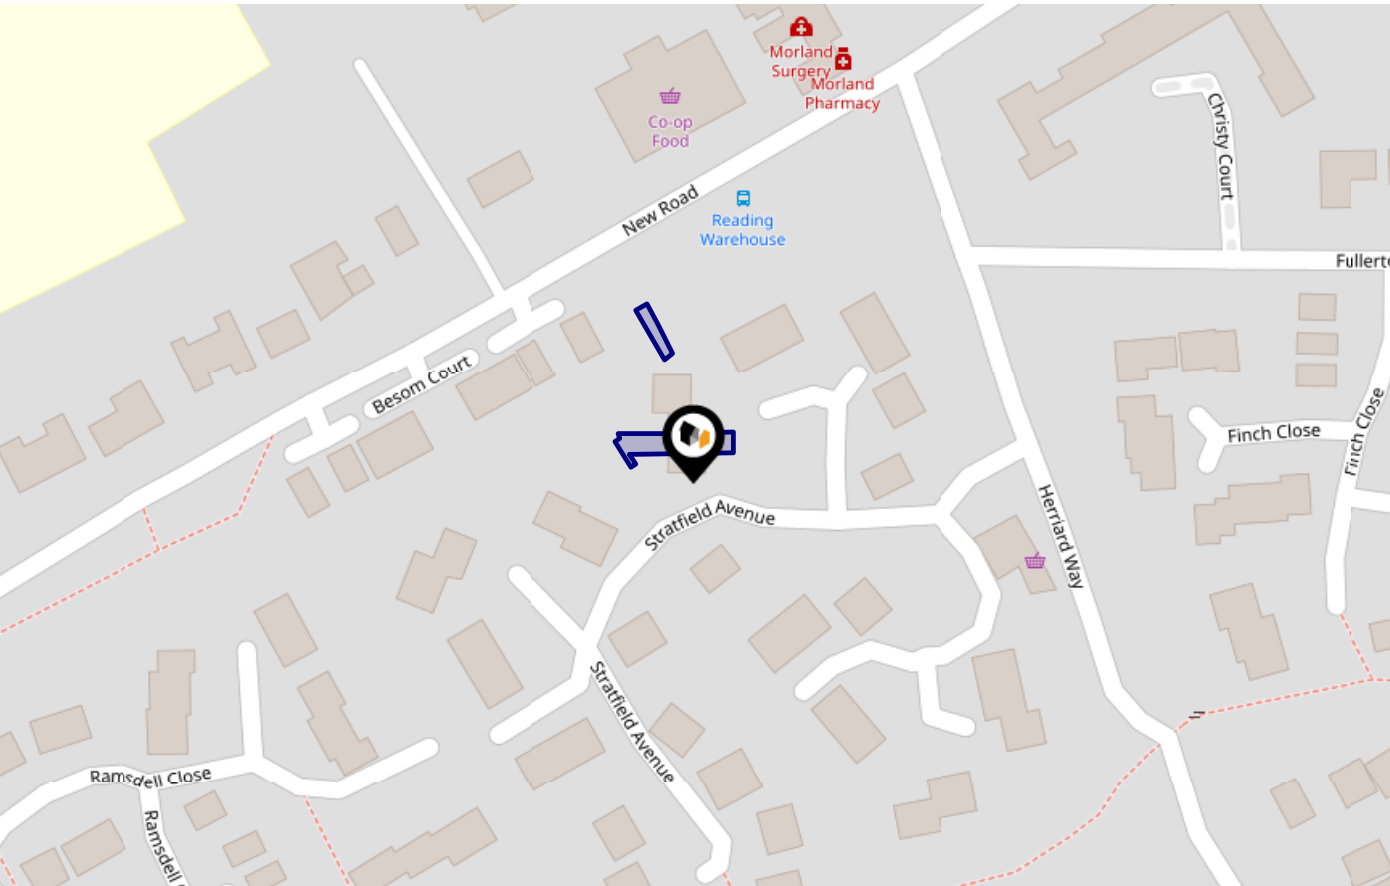 Morland
Surgery
Morland
Pharmacy
Co-op
Food
Christy Court
New Road
Reading
Warehouse
Fullerto
Besom Court
Finch Close
Finch Close
Stratfield Avenue
Herriard Way
Stratfield Avenue
Ramsdell Close
Ramsdell C